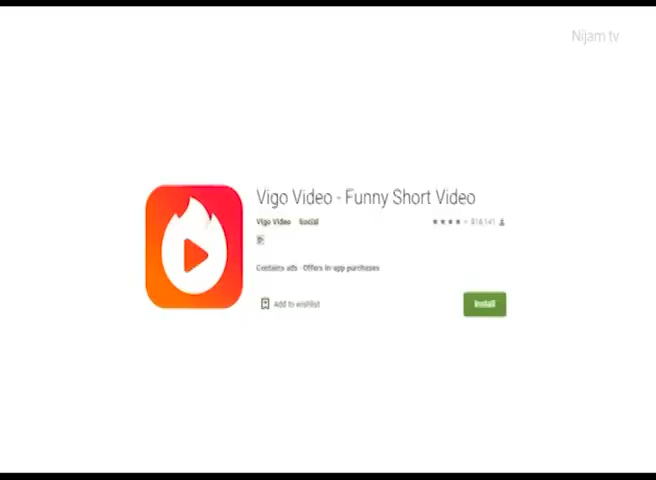 Nijam tv
Vigo Video - Funny Short Video
Vigo Video Social
Contains ads · Offers in-app purchases
Add to wishlist
Install